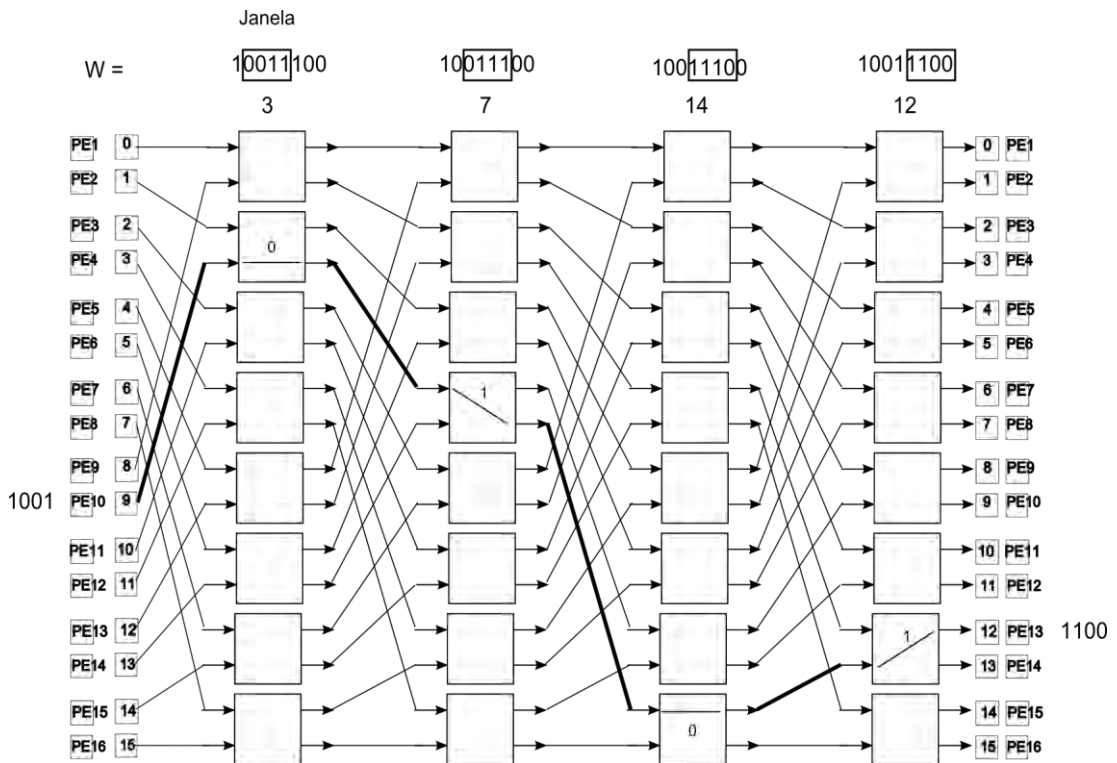 Janela
W = 10011100 10011100 10011100 10011100
3 7 14 12
PE1 0 0 PE1
PE2 1 1 PE2
PE3 2 2 PE3
0
PE4 3 3 PE4
PE5 4 4 PE5
PE6 5 5 PE6
PE7 6 1 6 PE7
PE8 7 7 PE8
PE9 8 8 PE9
1001 PE10 9 9 PE10
PE11 10 10 PE11
PE12 11 11 PE12
PE13 12 1 12 PE13 1100
PE14 13 13 PE14
PE15 14 14 PE15
0
PE16 15 15 PE16